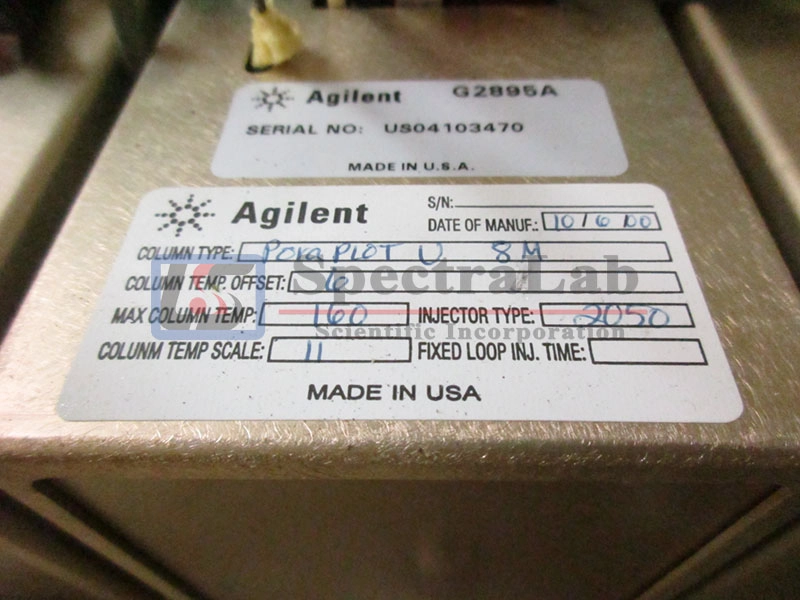 Agilent G2895A
SERIAL NO: US04103470
MADE IN U.S.A.
Agilent
S/N:
DATE OF MANUF.: 10/6/00
COLUMN TYPE: Pora PLOT U 8M
COLUMN TEMP. OFFSET: 6
MAX COLUMN TEMP: 160 INJECTOR TYPE: 2050
COLUNM TEMP SCALE: 11 FIXED LOOP INJ. TIME:
MADE IN USA
SpectraLab
Scientific Incorporation